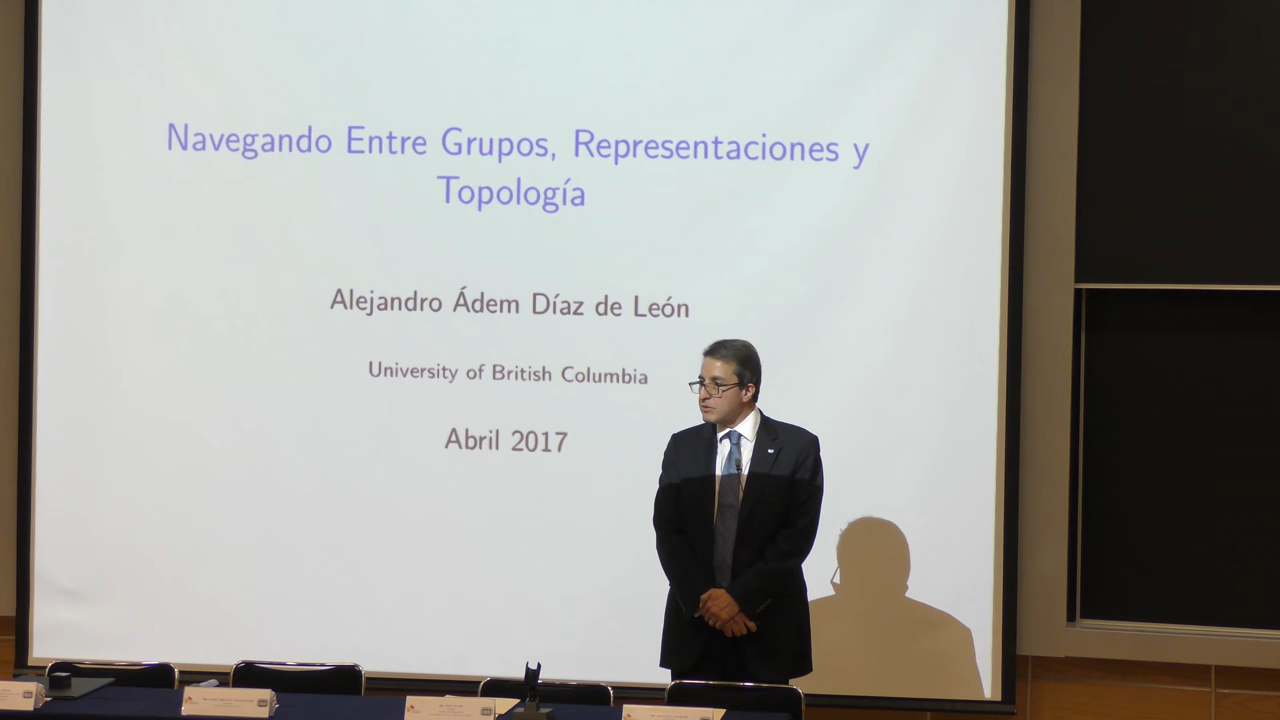 Navegando Entre Grupos, Representaciones y
Topología
Alejandro Ádem Díaz de León
University of British Columbia
Abril 2017